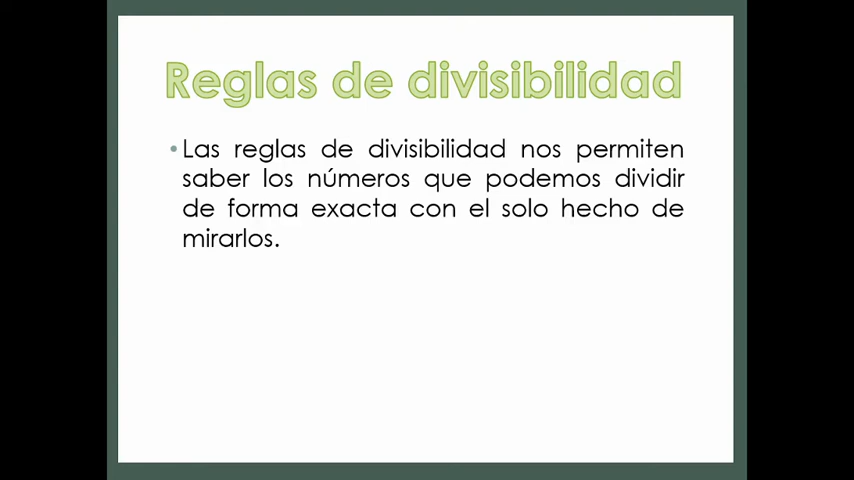 Reglas de divisibilidad
•Las reglas de divisibilidad nos permiten
saber los números que podemos dividir
de forma exacta con el solo hecho de
mirarlos.